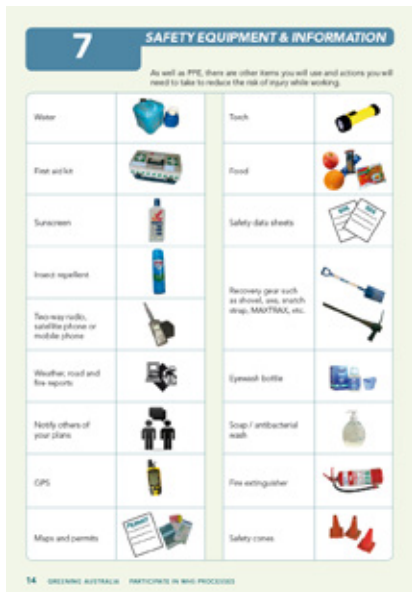 7
SAFETY EQUIPMENT & INFORMATION
As well as PPE, there are other items you will use and actions you will
need to take to reduce the risk of injury while working.
Water
First aid kit
Sunscreen
Insect repellent
Two-way radio,
satellite phone or
mobile phone
Weather, road and
fire reports
Notify others of
your plans
GPS
Maps and permits
Torch
Food
Safety data sheets
Recovery gear such
as shovel, axe, snatch
strap, MAXTRAX, etc.
Eyewash bottle
Soap / antibacterial
wash
Fire extinguisher
Safety cones
14 GREENING AUSTRALIA PARTICIPATE IN WHS PROCESSES